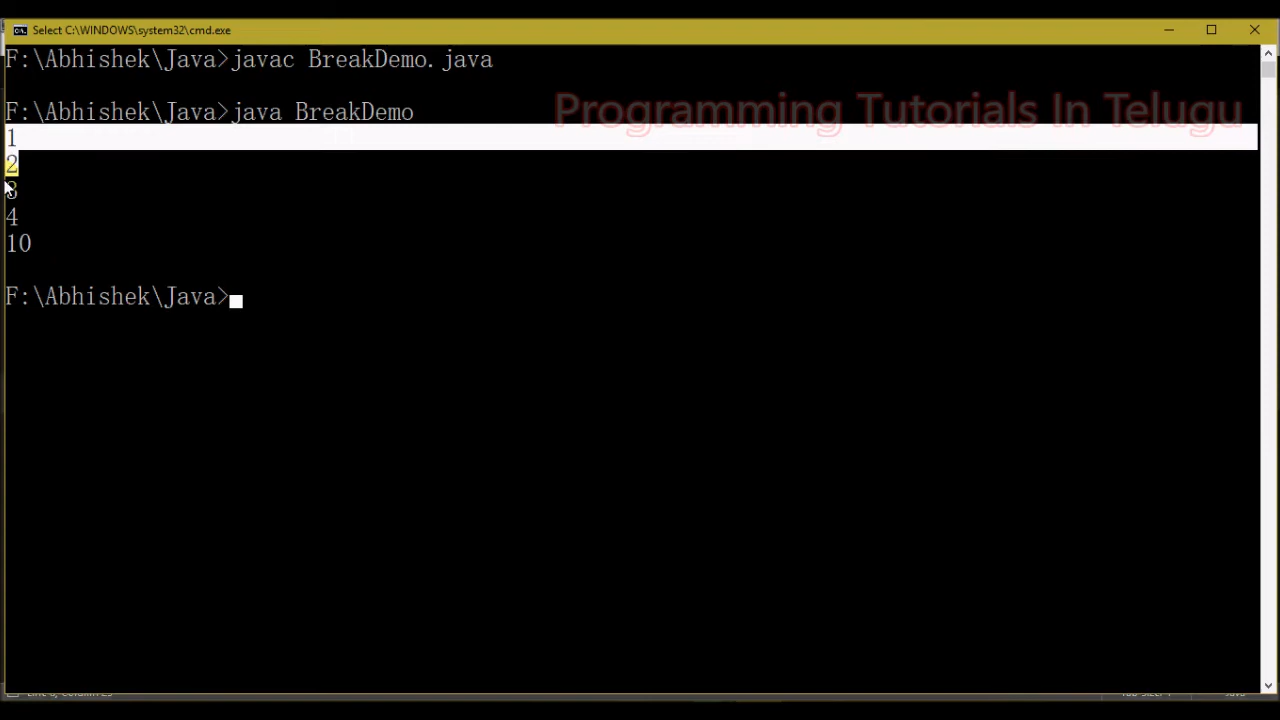 Select C:\WINDOWS\system32\cmd.exe
F:\Abhishek\Java>javac BreakDemo.java
F:\Abhishek\Java>java BreakDemo
Programming Tutorials In Telugu
1
2
3
4
10
F:\Abhishek\Java>